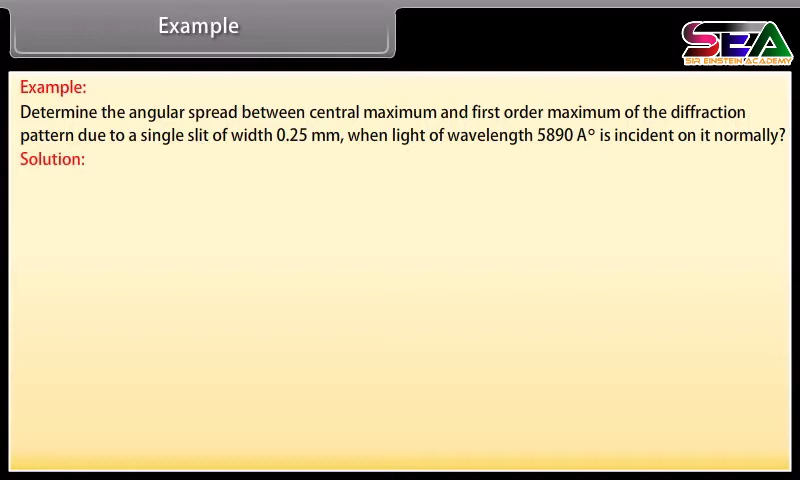 Example
SEA
SIR EINSTEIN ACADEMY
Example:
Determine the angular spread between central maximum and first order maximum of the diffraction
pattern due to a single slit of width 0.25 mm, when light of wavelength 5890 Aº is incident on it normally?
Solution: